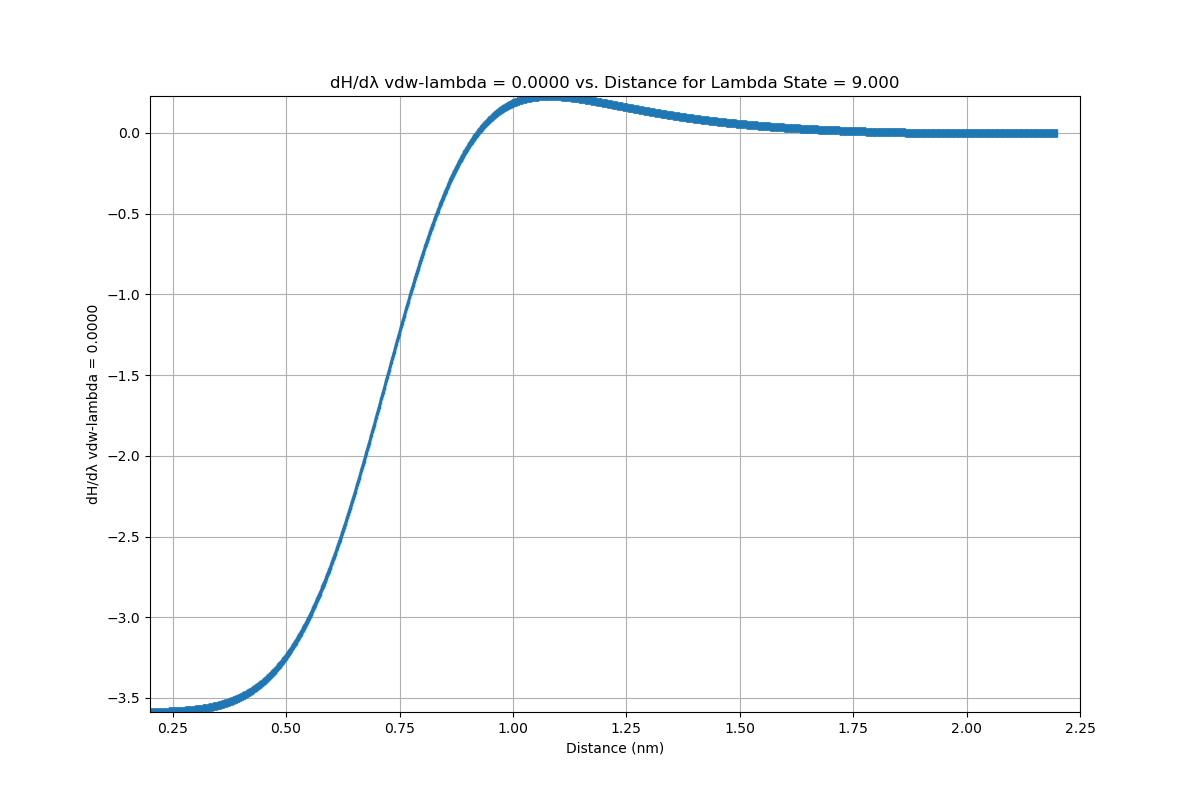 dH/dλ vdw-lambda = 0.0000 vs. Distance for Lambda State = 9.000
dH/dλ vdw-lambda = 0.0000
0.0
−0.5
−1.0
−1.5
−2.0
−2.5
−3.0
−3.5
0.25 0.50 0.75 1.00 1.25 1.50 1.75 2.00 2.25
Distance (nm)